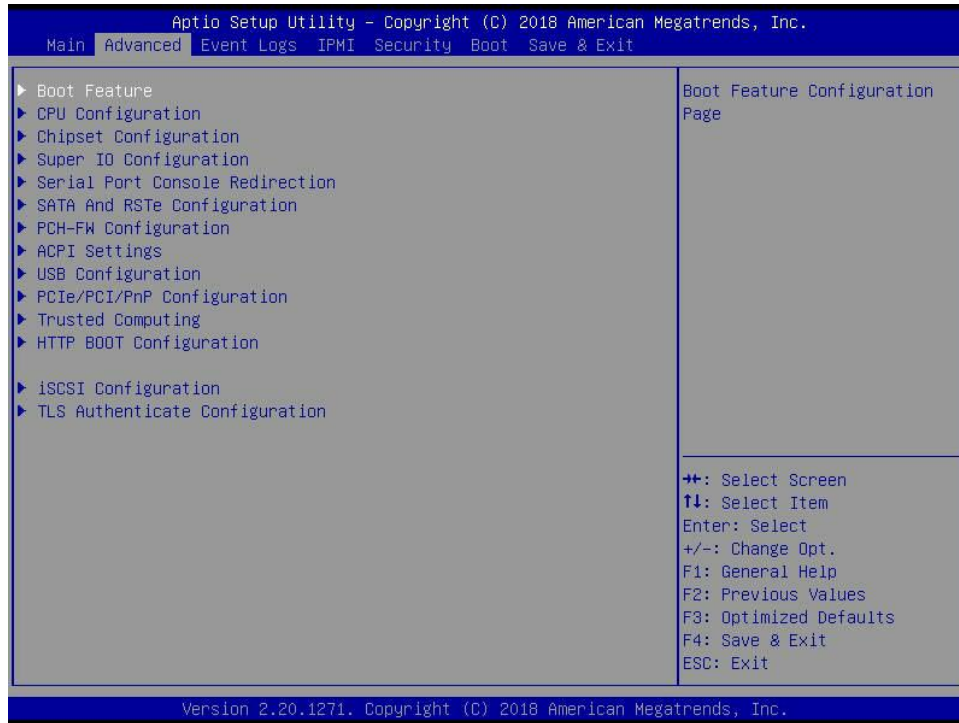 Aptio Setup Utility – Copyright (C) 2018 American Megatrends, Inc.
Main Advanced Event Logs IPMI Security Boot Save & Exit
▶ Boot Feature
▶ CPU Configuration
▶ Chipset Configuration
▶ Super IO Configuration
▶ Serial Port Console Redirection
▶ SATA And RSTe Configuration
▶ PCH-FW Configuration
▶ ACPI Settings
▶ USB Configuration
▶ PCIe/PCI/PnP Configuration
▶ Trusted Computing
▶ HTTP BOOT Configuration
▶ iSCSI Configuration
▶ TLS Authenticate Configuration
Boot Feature Configuration
Page
→←: Select Screen
↑↓: Select Item
Enter: Select
+/-: Change Opt.
F1: General Help
F2: Previous Values
F3: Optimized Defaults
F4: Save & Exit
ESC: Exit
Version 2.20.1271. Copyright (C) 2018 American Megatrends, Inc.